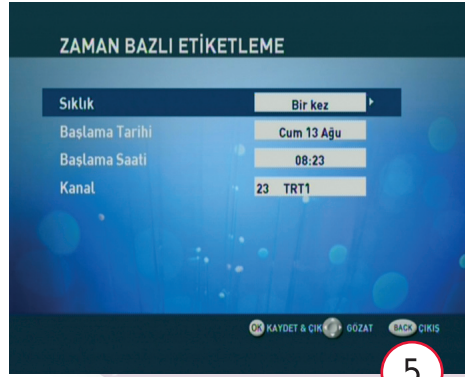 ZAMAN BAZLI ETİKETLEME
Sıklık Bir kez
Başlama Tarihi Cum 13 Ağu
Başlama Saati 08:23
Kanal 23 TRT1
OK KAYDET & ÇIK GÖZAT BACK ÇIKIŞ
5